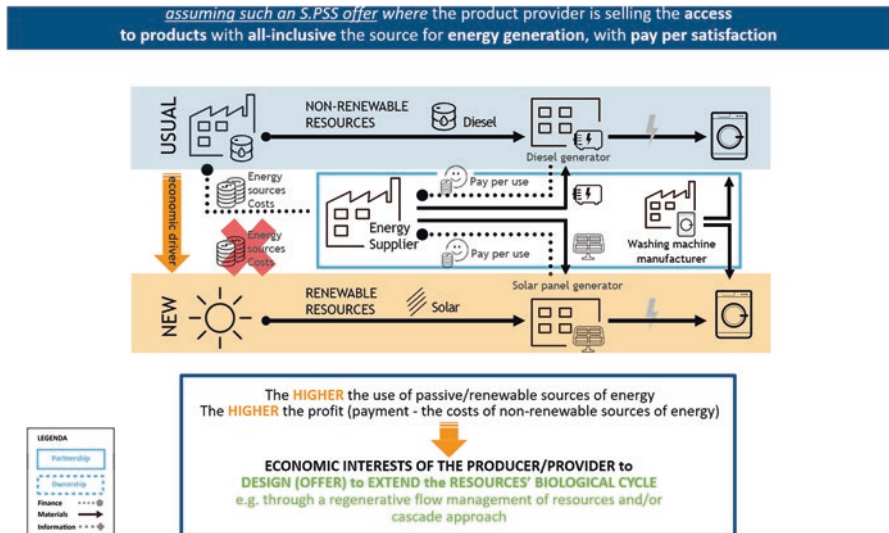 assuming such an S.PSS offer where the product provider is selling the access
to products with all-inclusive the source for energy generation, with pay per satisfaction
USUAL
NON-RENEWABLE
RESOURCES
Diesel
Diesel generator
economic driver
Energy
sources
Costs
Pay per use
Energy
Supplier
Washing machine
manufacturer
Energy
sources
Costs
Pay per use
Solar panel generator
NEW
RENEWABLE
RESOURCES
Solar
The HIGHER the use of passive/renewable sources of energy
The HIGHER the profit (payment - the costs of non-renewable sources of energy)
ECONOMIC INTERESTS OF THE PRODUCER/PROVIDER to
DESIGN (OFFER) to EXTEND the RESOURCES' BIOLOGICAL CYCLE
e.g. through a regenerative flow management of resources and/or
cascade approach
LEGENDA
Partnership
Ownership
Finance
Materials
Information